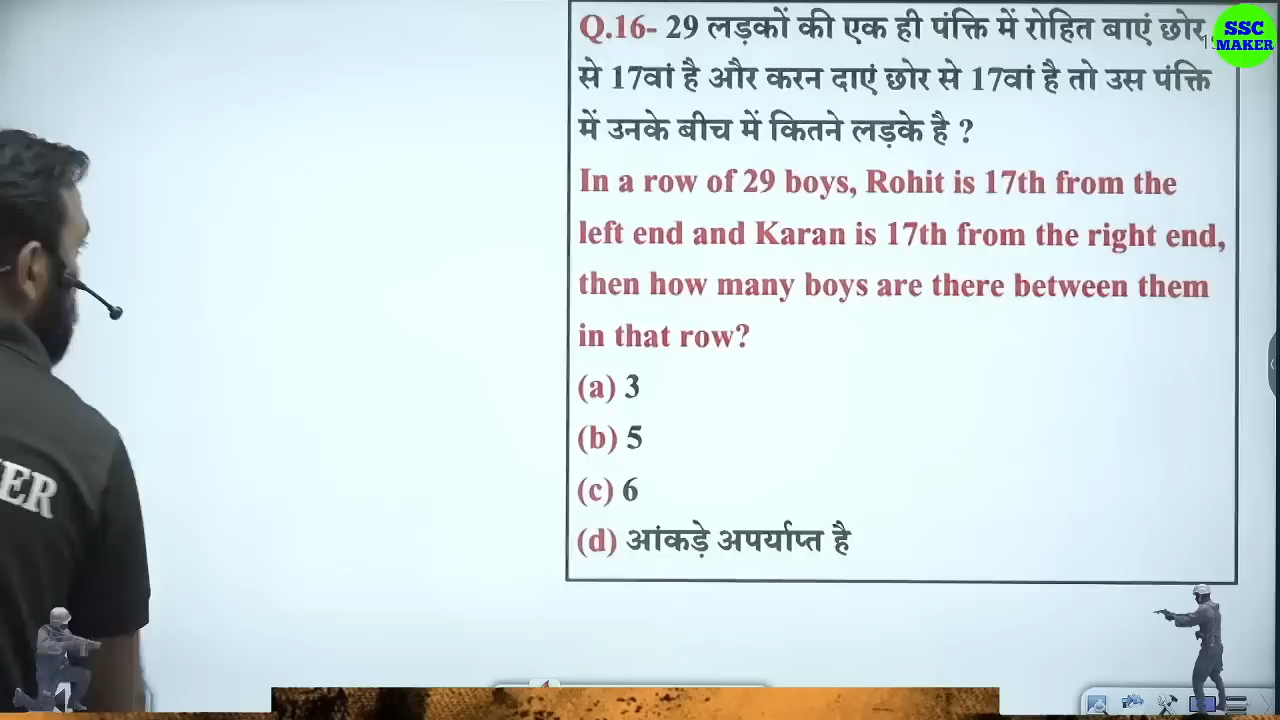 Q.16- 29 लड़कों की एक ही पंक्ति में रोहित बाएं छोर
से 17वां है और करन दाएं छोर से 17वां है तो उस पंक्ति
में उनके बीच में कितने लड़के है ?
In a row of 29 boys, Rohit is 17th from the
left end and Karan is 17th from the right end,
then how many boys are there between them
in that row?
(a) 3
(b) 5
(c) 6
(d) आंकड़े अपर्याप्त है
SSC
MAKER
ER